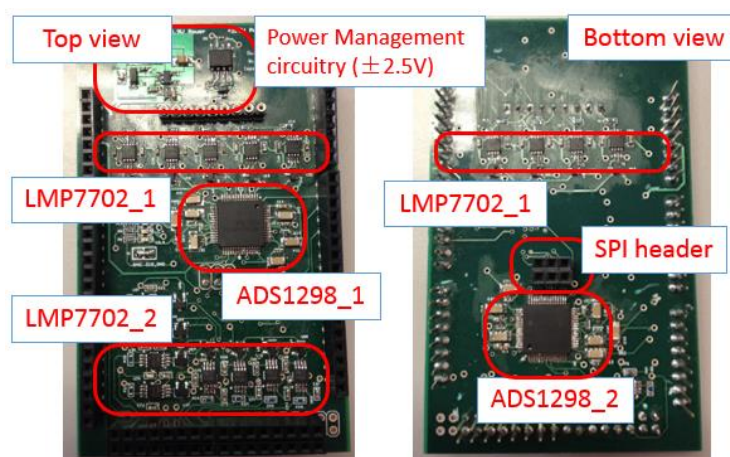 Top view
Power Management
circuitry (±2.5V)
Bottom view
LMP7702_1
LMP7702_1
SPI header
ADS1298_1
LMP7702_2
ADS1298_2